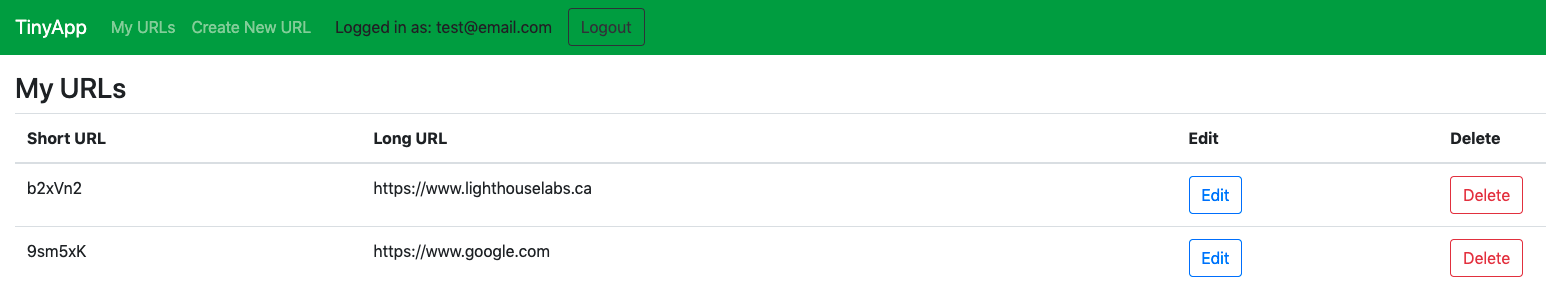 TinyApp My URLs Create New URL Logged in as: test@email.com Logout
My URLs
Short URL Long URL Edit Delete
b2xVn2 https://www.lighthouselabs.ca Edit Delete
9sm5xK https://www.google.com Edit Delete